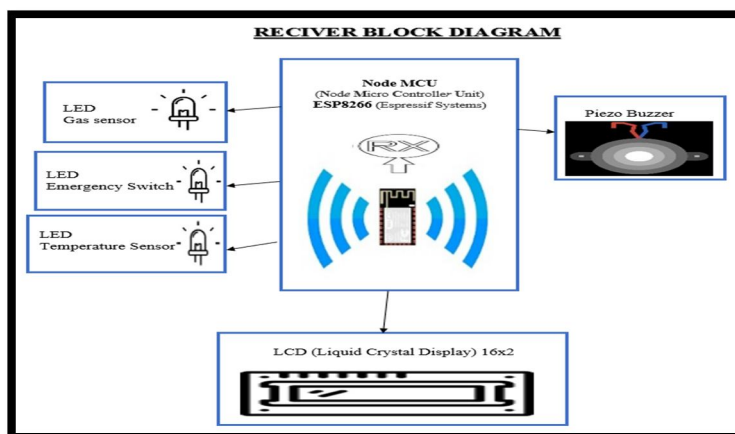 RECIVER BLOCK DIAGRAM
Node MCU
(Node Micro Controller Unit)
ESP8266 (Espressif Systems)
RX
LED
Gas sensor
LED
Emergency Switch
LED
Temperature Sensor
Piezo Buzzer
LCD (Liquid Crystal Display) 16x2